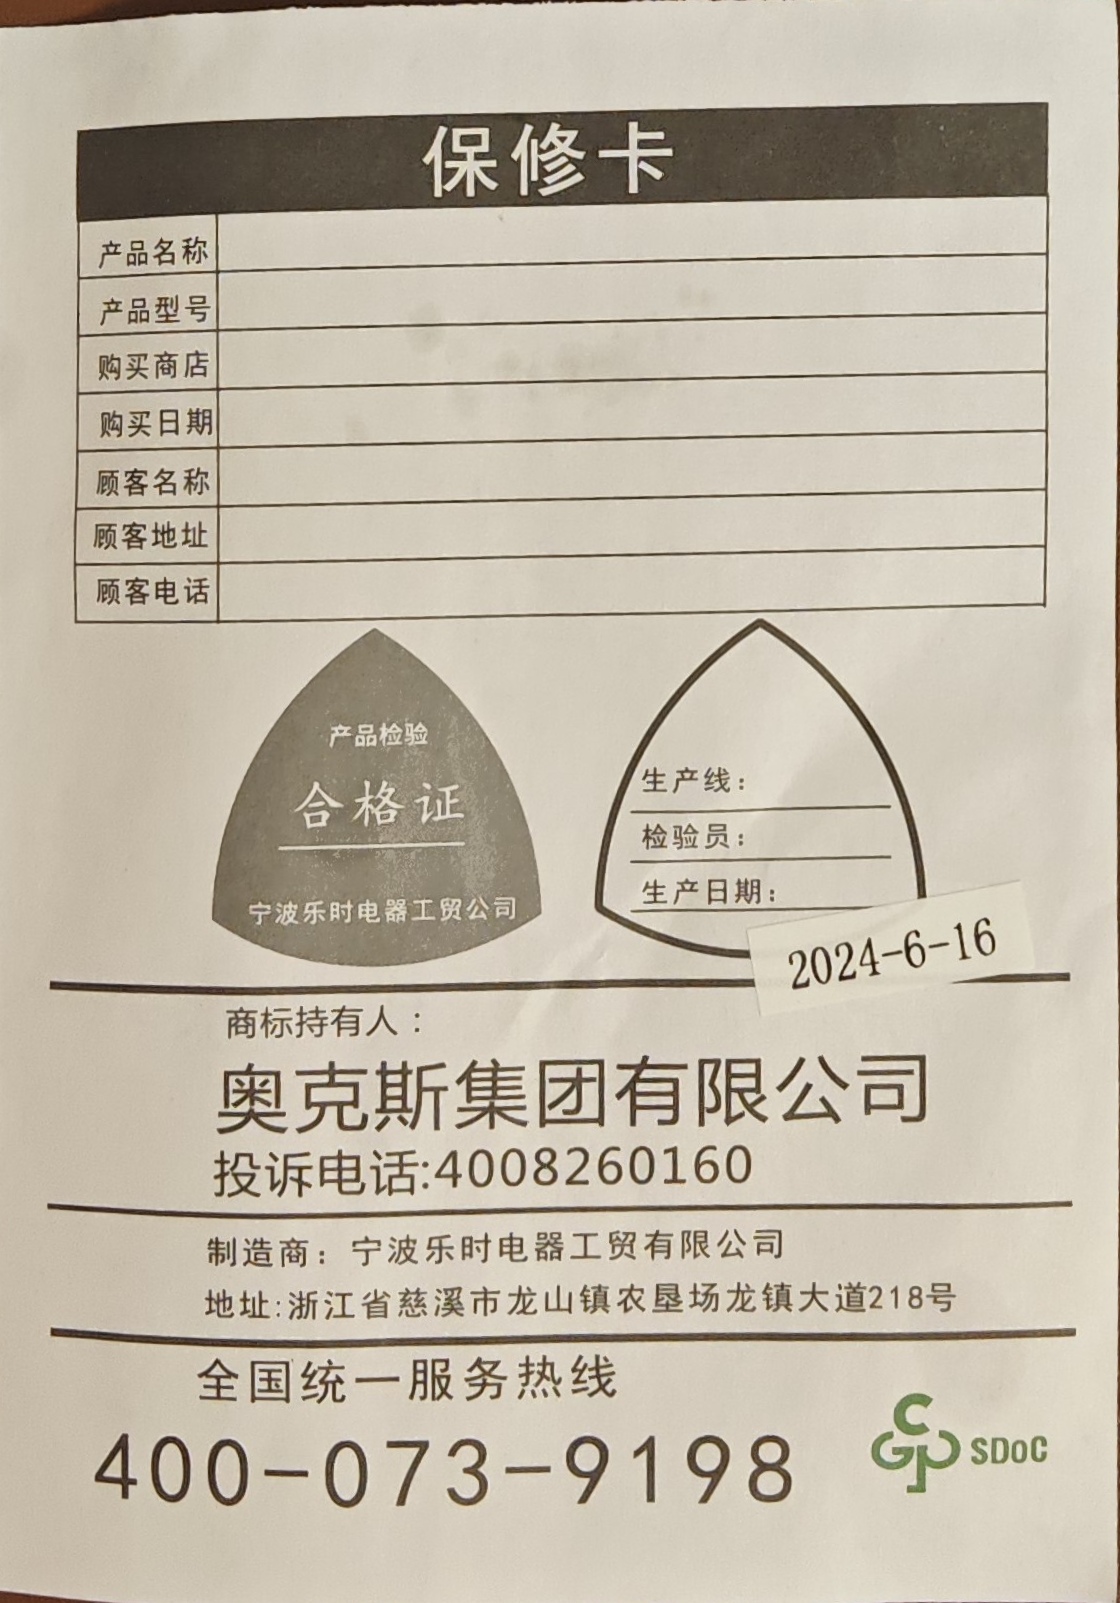 保修卡
产品名称
产品型号
购买商店
购买日期
顾客名称
顾客地址
顾客电话
产品检验
合格证
宁波乐时电器工贸公司
生产线：
检验员：
生产日期：
2024-6-16
商标持有人：
奥克斯集团有限公司
投诉电话:4008260160
制造商：宁波乐时电器工贸有限公司
地址:浙江省慈溪市龙山镇农垦场龙镇大道218号
全国统一服务热线
400-073-9198
CGP SDoC